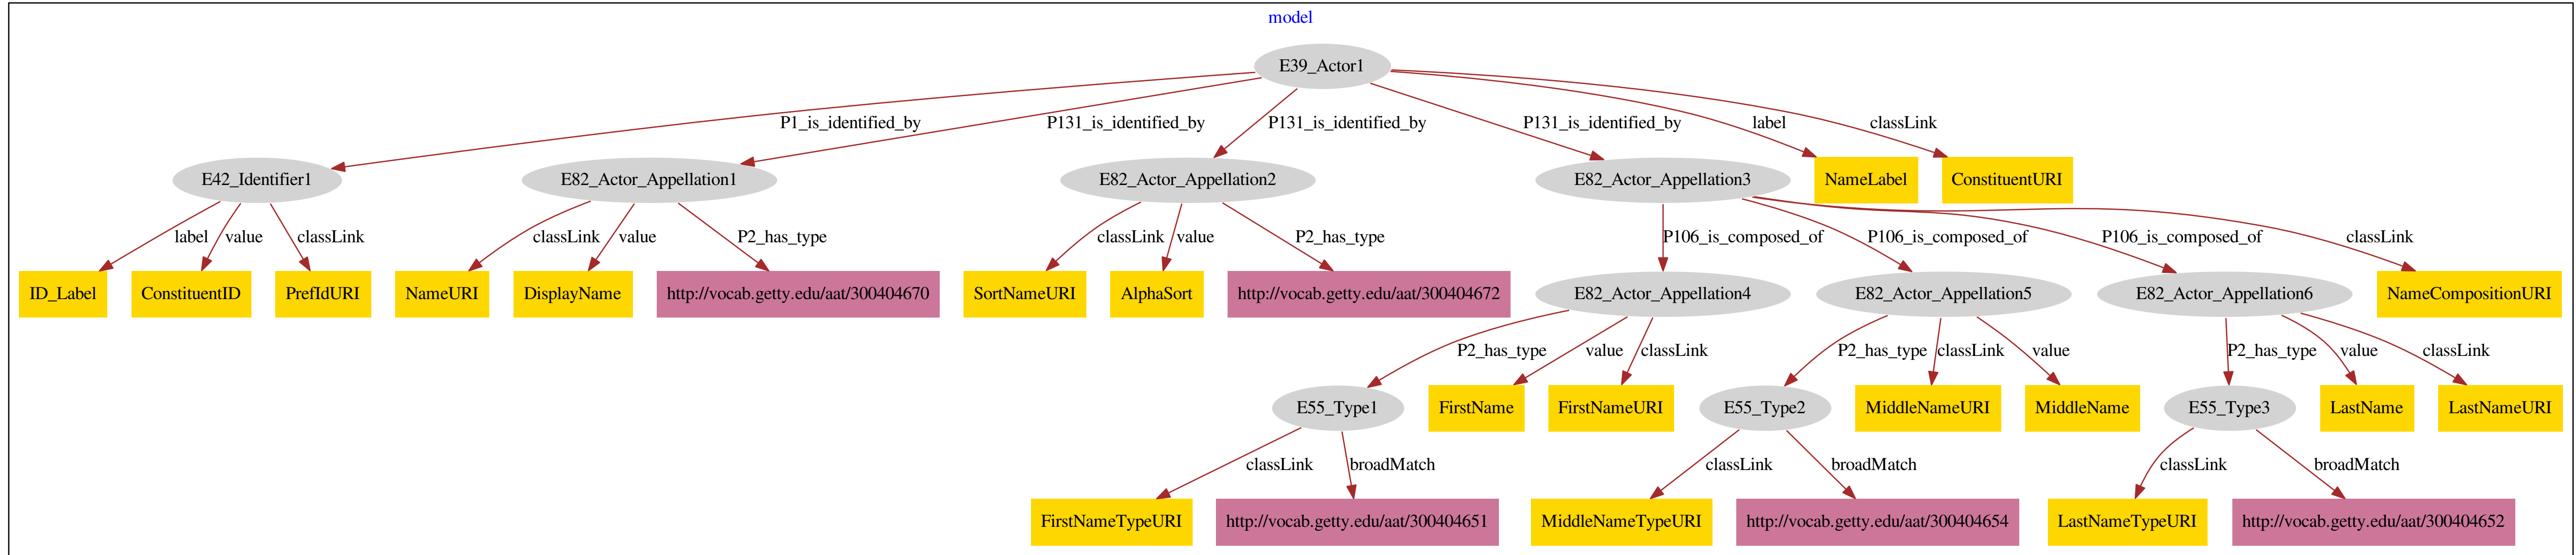 model
E39_Actor1
P1_is_identified_by
P131_is_identified_by
P131_is_identified_by
P131_is_identified_by
label
classLink
E42_Identifier1
E82_Actor_Appellation1
E82_Actor_Appellation2
E82_Actor_Appellation3
NameLabel
ConstituentURI
label
value
classLink
classLink
value
P2_has_type
classLink
value
P2_has_type
P106_is_composed_of
P106_is_composed_of
P106_is_composed_of
classLink
ID_Label
ConstituentID
PrefIdURI
NameURI
DisplayName
http://vocab.getty.edu/aat/300404670
SortNameURI
AlphaSort
http://vocab.getty.edu/aat/300404672
E82_Actor_Appellation4
E82_Actor_Appellation5
E82_Actor_Appellation6
NameCompositionURI
P2_has_type
value
classLink
P2_has_type
classLink
value
P2_has_type
value
classLink
E55_Type1
FirstName
FirstNameURI
E55_Type2
MiddleNameURI
MiddleName
E55_Type3
LastName
LastNameURI
classLink
broadMatch
classLink
broadMatch
classLink
broadMatch
FirstNameTypeURI
http://vocab.getty.edu/aat/300404651
MiddleNameTypeURI
http://vocab.getty.edu/aat/300404654
LastNameTypeURI
http://vocab.getty.edu/aat/300404652